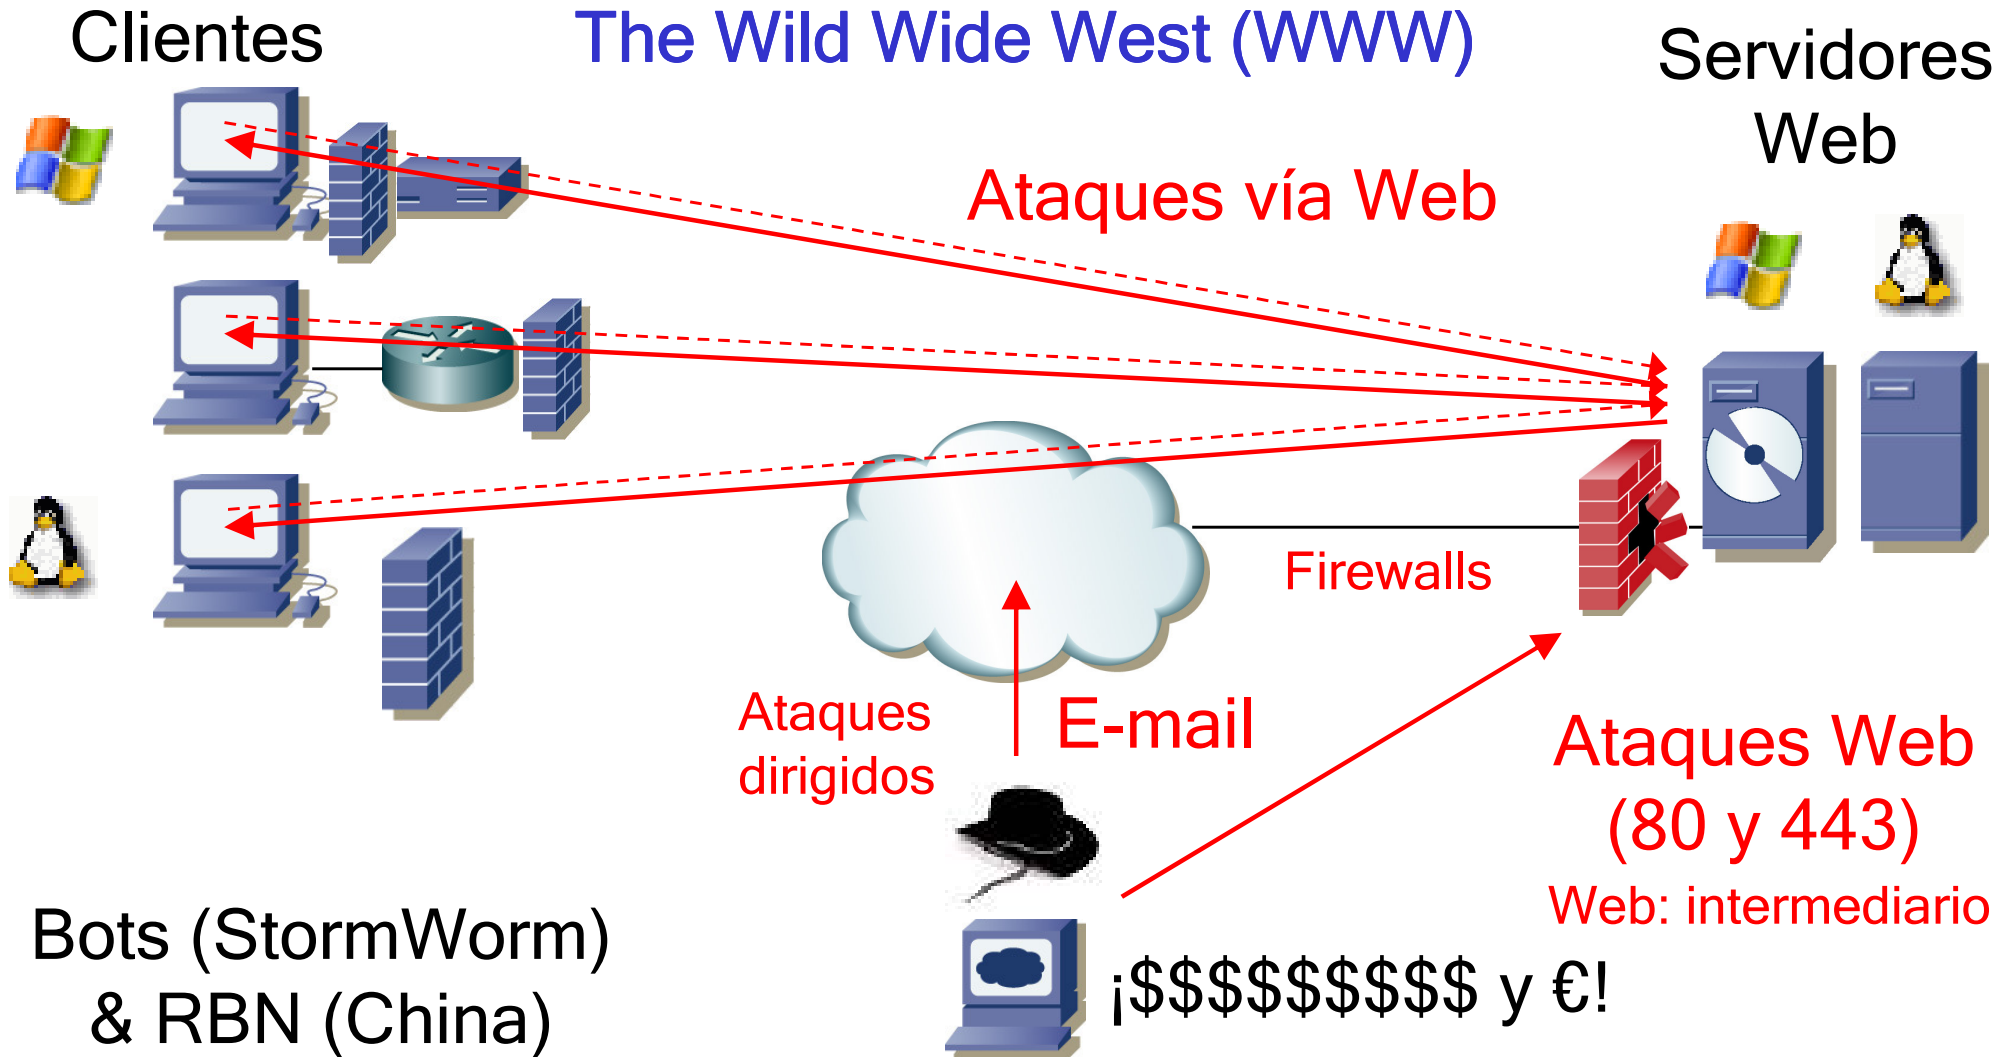 Clientes
The Wild Wide West (WWW)
Servidores
Web
Ataques vía Web
Firewalls
Ataques
dirigidos
E-mail
Ataques Web
(80 y 443)
Web: intermediario
Bots (StormWorm)
& RBN (China)
¡$$$$$$$$$ y €!